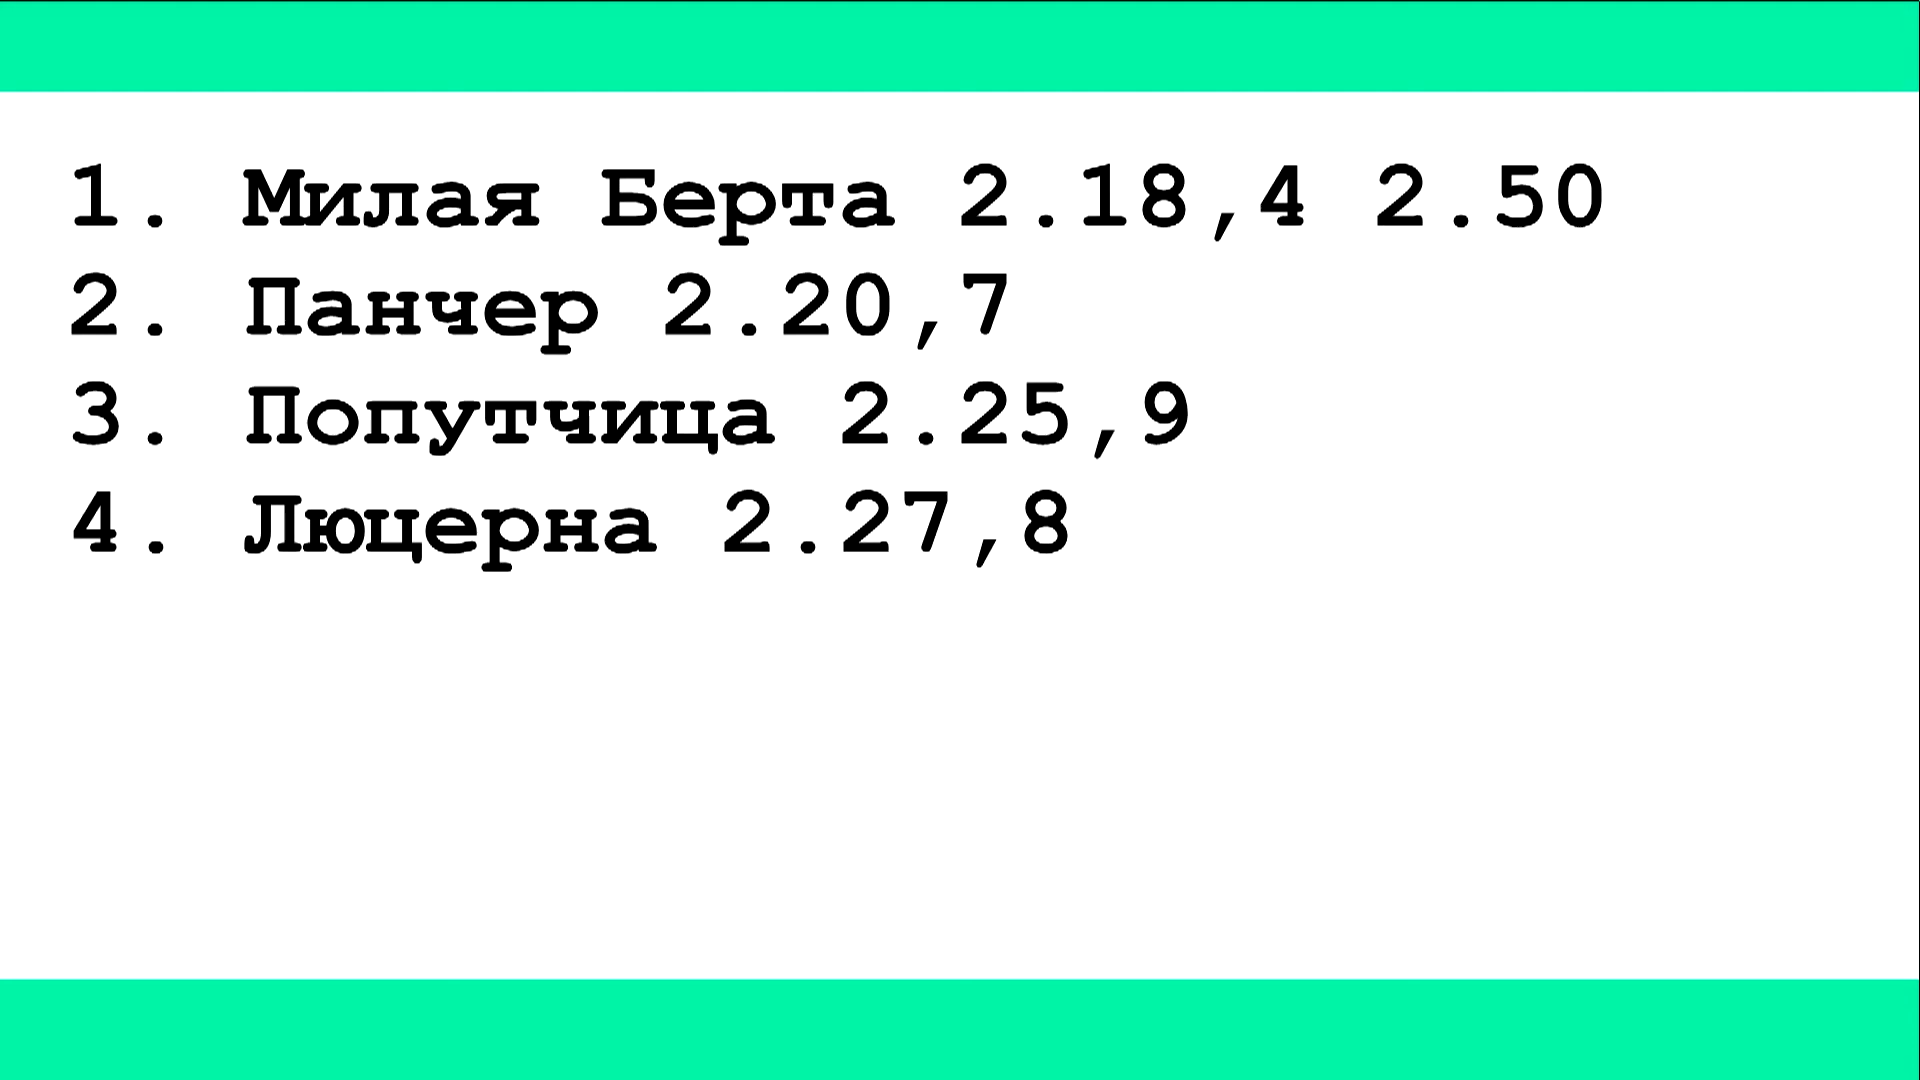 1. Милая Берта 2.18,4 2.50
2. Панчер 2.20,7
3. Попутчица 2.25,9
4. Люцерна 2.27,8